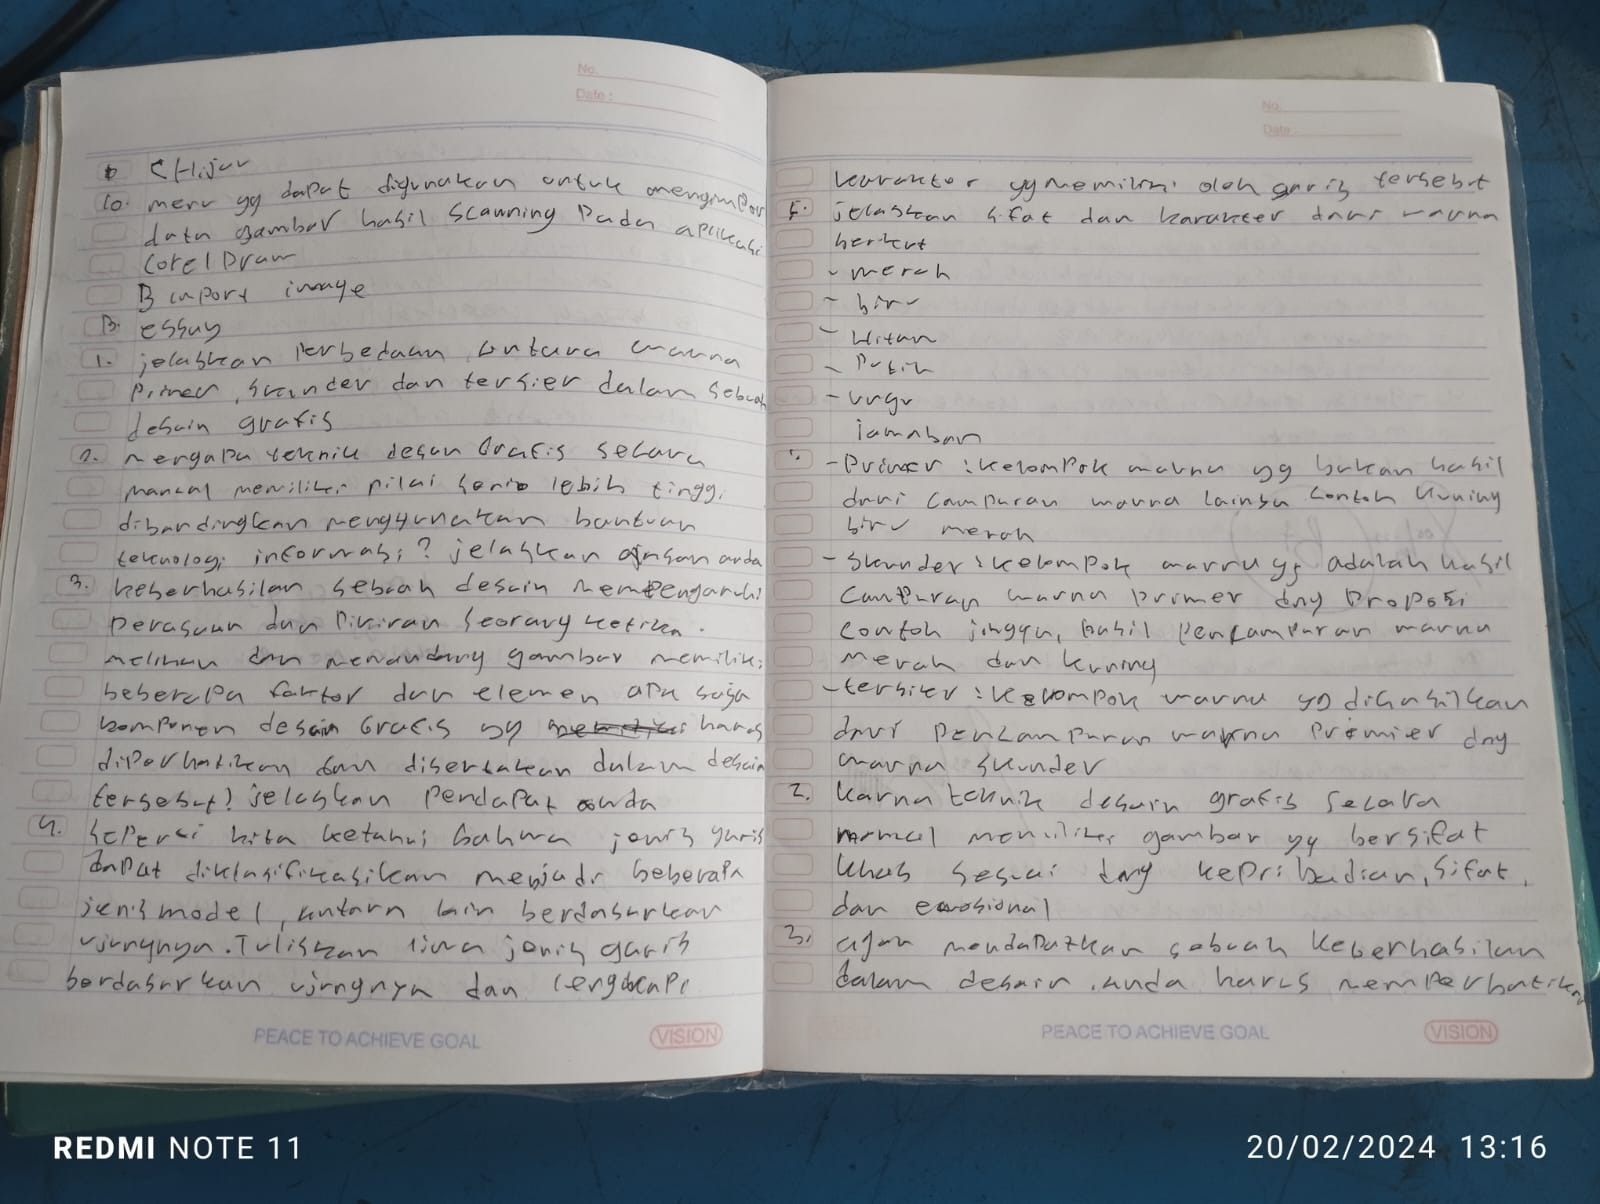 No.
Date :
C Hijau
10. menu yg dapat digunakan untuk mengimpor
data gambar hasil scanning pada aplikasi
Corel Draw
B import image
B. essay
1. jelaskan perbedaan antara warna
primer, skunder dan tersier dalam sebuah
desain grafis
2. mengapa teknik desain Grafis secara
manual memiliki nilai seni lebih tinggi
dibandingkan menggunakan bantuan
teknologi informasi? jelaskan anda
3. keberhasilan sebuah desain mempengaruhi
perasaan dan pikiran seorang ketika.
melihan dan memandang gambar memiliki
beberapa faktor dan elemen apa saja
komponen desain Grafis yg harus
diperhatikan dan disertakan dalam desain
tersebut? jelaskan pendapat anda
4. seperti kita ketahui bahwa jenis garis
dapat diklasifikasikan menjadi beberapa
jenis model, antara lain berdasarkan
ujungnya. Tuliskan lima jenis garis
berdasarkan ujungnya dan lengkapi
PEACE TO ACHIEVE GOAL
VISION
No.
Date :
karakter yg memiliki oleh garis tersebut
5. jelaskan sifat dan karakter dari warna
berkut
- merah
- biru
- Hitam
- Putih
- ungu
jamaban
- Primer : kelompok warna yg bukan hasil
dari campuran warna lainya contoh kuning
biru merah
- Skunder : kelompok warna yg adalah hasil
campuran warna primer dng Proposi
contoh jingga, hasil pencampuran warna
merah dan kuning
- tersier : kelompok warna yg dihasilkan
dari pencampuran warna Premier dng
warna skunder
2. karna teknik desain grafis secara
manual memiliki gambar yg bersifat
khas sesuai dng kepribadian, sifat,
dan emosional
3. agar mendapatkan sebuah keberhasilan
dalam desain. anda harus memperhatikan
PEACE TO ACHIEVE GOAL
VISION
REDMI NOTE 11
20/02/2024 13:16